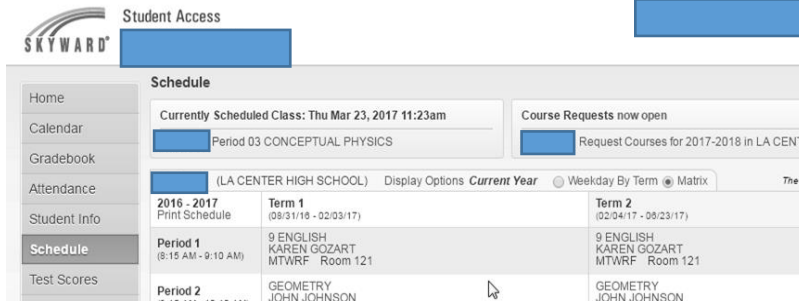 Student Access
SKYWARD®
Schedule
Home
Calendar
Gradebook
Attendance
Student Info
Schedule
Test Scores
Currently Scheduled Class: Thu Mar 23, 2017 11:23am
Period 03 CONCEPTUAL PHYSICS
Course Requests now open
Request Courses for 2017-2018 in LA CENT
(LA CENTER HIGH SCHOOL) Display Options Current Year Weekday By Term Matrix The
2016 - 2017 Term 1 Term 2
Print Schedule (08/31/16 - 02/03/17) (02/04/17 - 06/23/17)
Period 1 9 ENGLISH 9 ENGLISH
(8:15 AM - 9:10 AM) KAREN GOZART KAREN GOZART
MTWRF Room 121 MTWRF Room 121
Period 2 GEOMETRY GEOMETRY
JOHN JOHNSON JOHN JOHNSON